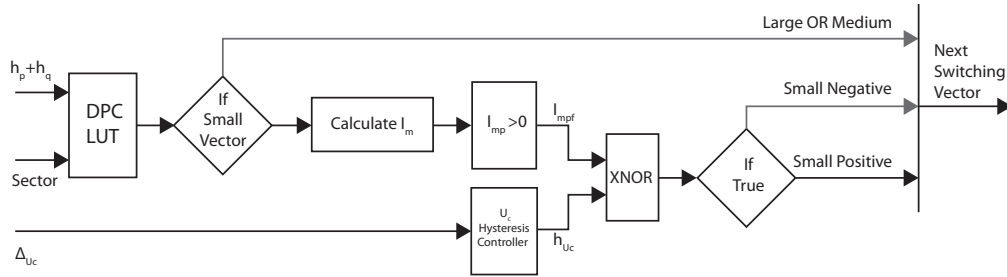 Large OR Medium
h_p+h_q
DPC
LUT
Sector
If
Small
Vector
Calculate I_m
I_mp>0
I_mpf
Δ_Uc
U_c
Hysteresis
Controller
h_Uc
XNOR
If
True
Small Negative
Small Positive
Next
Switching
Vector